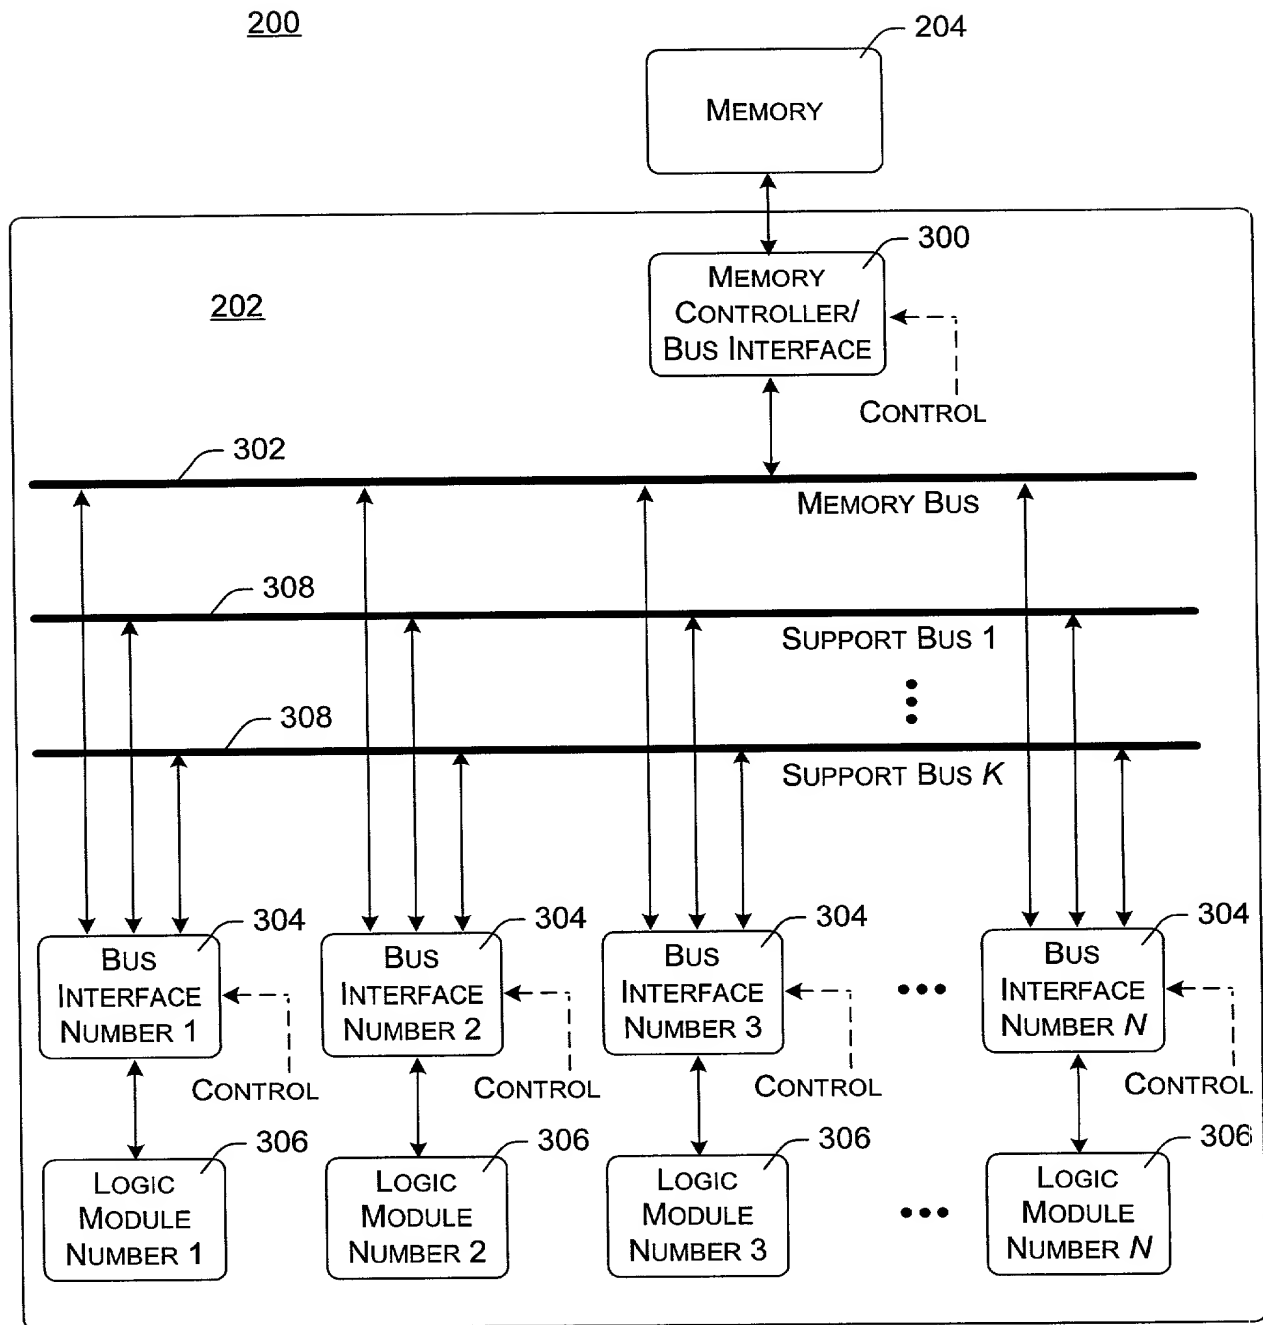 200
204
MEMORY
300
MEMORY
CONTROLLER/
BUS INTERFACE
202
CONTROL
302
MEMORY BUS
308
SUPPORT BUS 1
308
SUPPORT BUS K
304
BUS
INTERFACE
NUMBER 1
CONTROL
304
BUS
INTERFACE
NUMBER 2
CONTROL
304
BUS
INTERFACE
NUMBER 3
CONTROL
304
BUS
INTERFACE
NUMBER N
CONTROL
306
LOGIC
MODULE
NUMBER 1
306
LOGIC
MODULE
NUMBER 2
306
LOGIC
MODULE
NUMBER 3
306
LOGIC
MODULE
NUMBER N